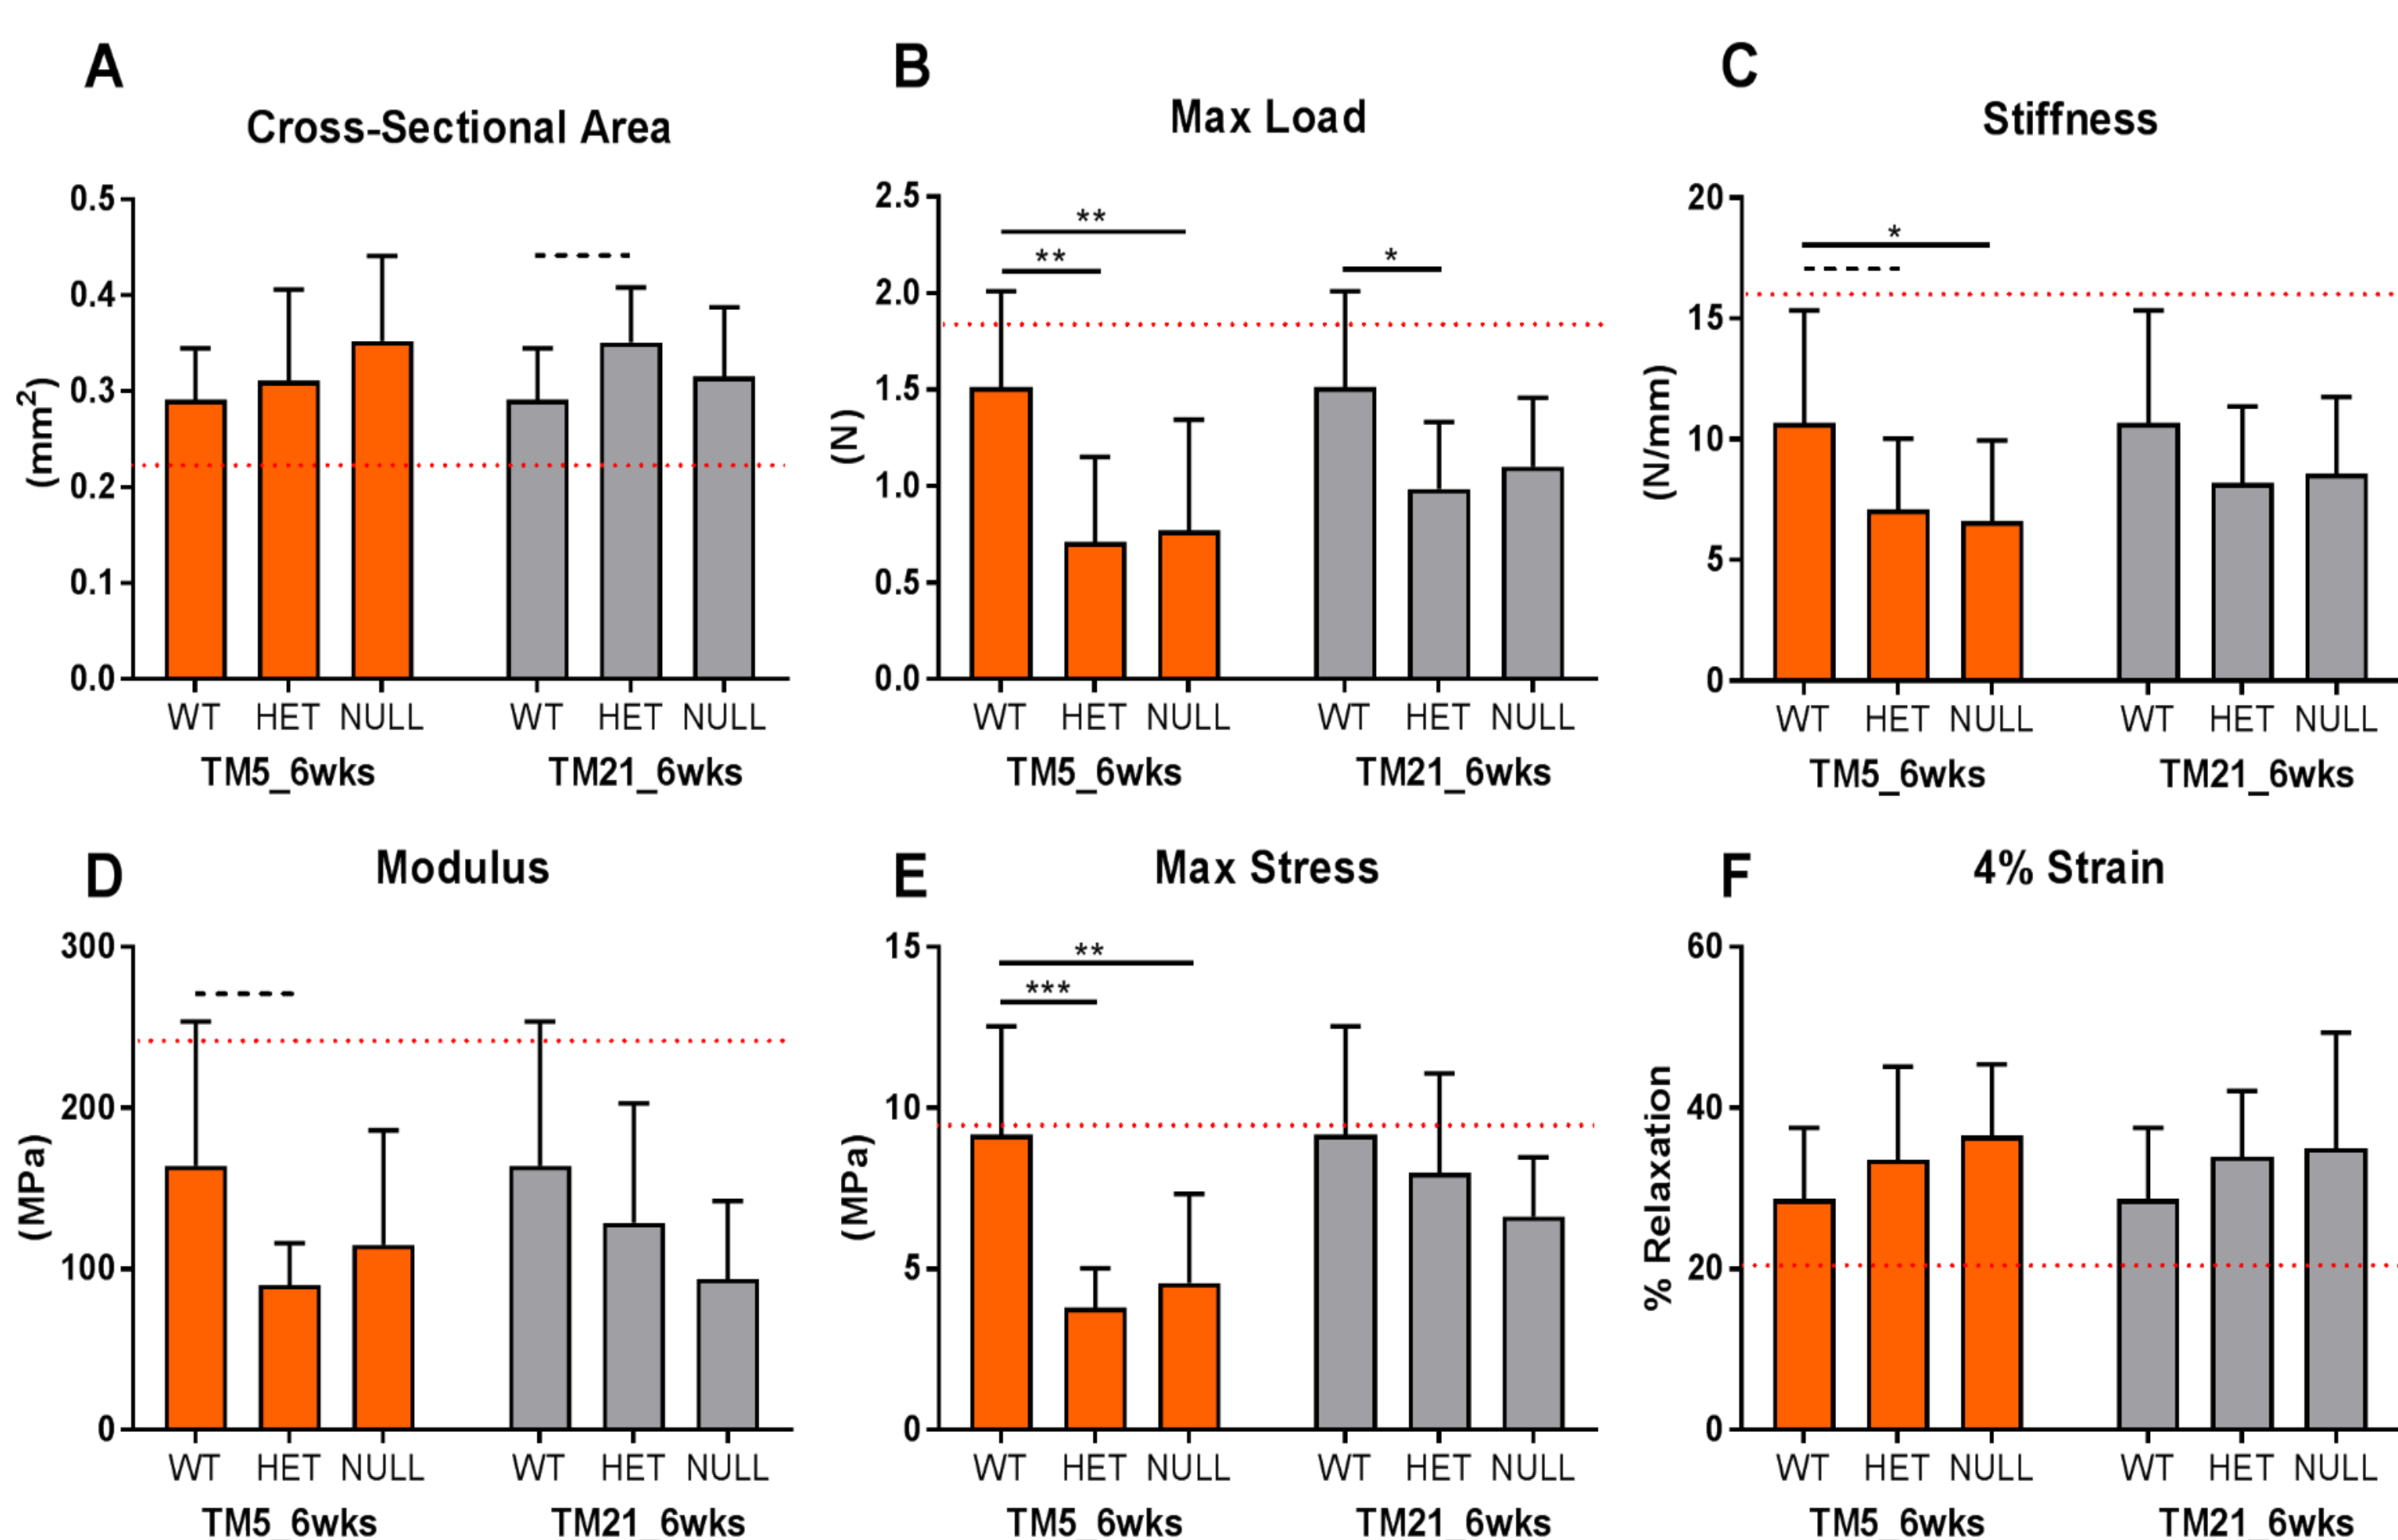 A
Cross-Sectional Area
(mm²)
0.5
0.4
0.3
0.2
0.1
0.0
WT HET NULL WT HET NULL
TM5_6wks TM21_6wks
B
Max Load
(N)
2.5
2.0
1.5
1.0
0.5
0.0
**
**
*
WT HET NULL WT HET NULL
TM5_6wks TM21_6wks
C
Stiffness
(N/mm)
20
15
10
5
0
*
WT HET NULL WT HET NULL
TM5_6wks TM21_6wks
D
Modulus
(MPa)
300
200
100
0
WT HET NULL WT HET NULL
TM5_6wks TM21_6wks
E
Max Stress
(MPa)
15
10
5
0
**
***
WT HET NULL WT HET NULL
TM5_6wks TM21_6wks
F
4% Strain
% Relaxation
60
40
20
0
WT HET NULL WT HET NULL
TM5_6wks TM21_6wks